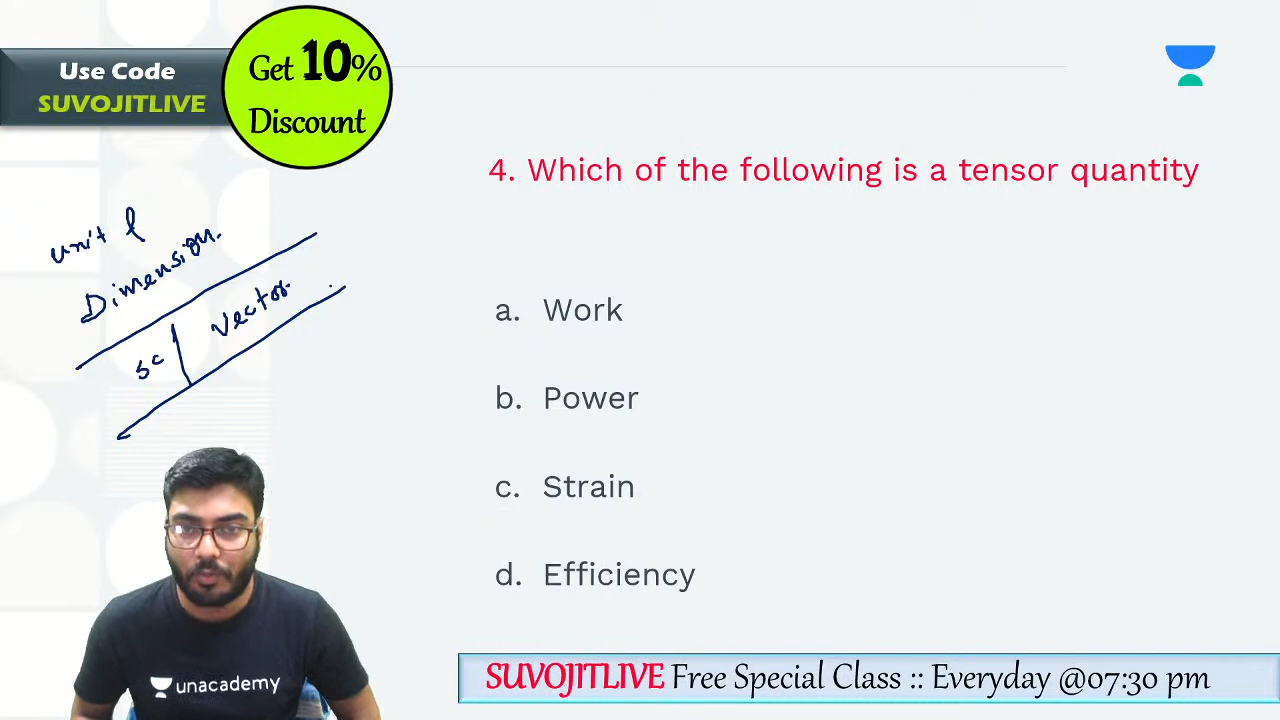 Use Code
SUVOJITLIVE
Get 10%
Discount
4. Which of the following is a tensor quantity
unit &
Dimension.
sc | vector.
a. Work
b. Power
c. Strain
d. Efficiency
unacademy
SUVOJITLIVE Free Special Class :: Everyday @07:30 pm